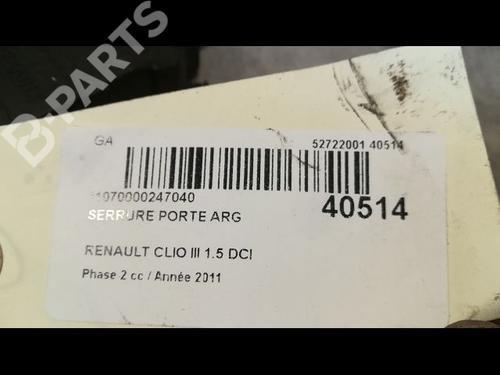 B-PARTS
GA
52722001 40514
1070000247040
SERRURE PORTE ARG
40514
RENAULT CLIO III 1.5 DCI
Phase 2 cc / Année 2011